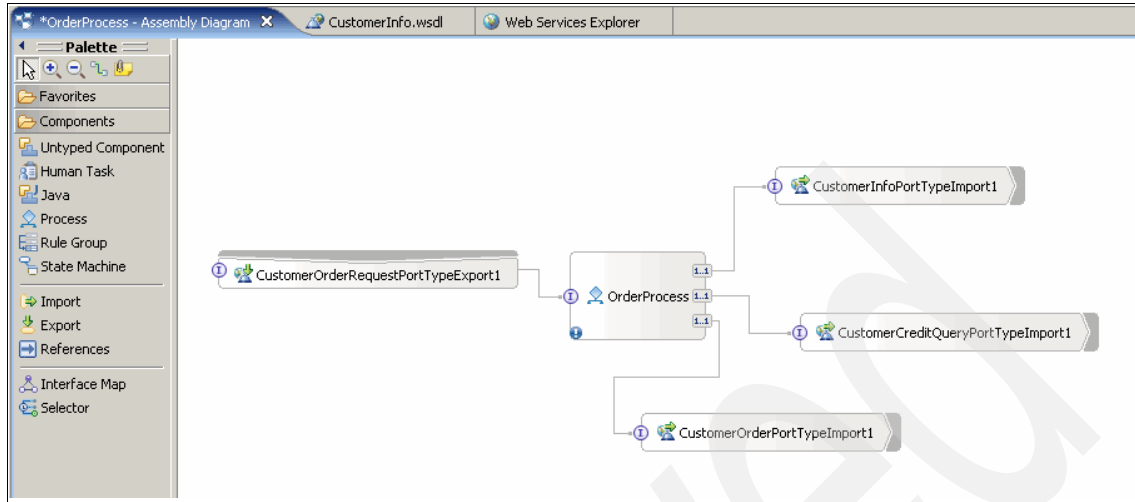 *OrderProcess - Assembly Diagram
CustomerInfo.wsdl
Web Services Explorer
Palette
Favorites
Components
Untyped Component
Human Task
Java
Process
Rule Group
State Machine
Import
Export
References
Interface Map
Selector
I CustomerOrderRequestPortTypeExport1
I OrderProcess
1..1
1..1
1..1
I CustomerInfoPortTypeImport1
I CustomerCreditQueryPortTypeImport1
I CustomerOrderPortTypeImport1